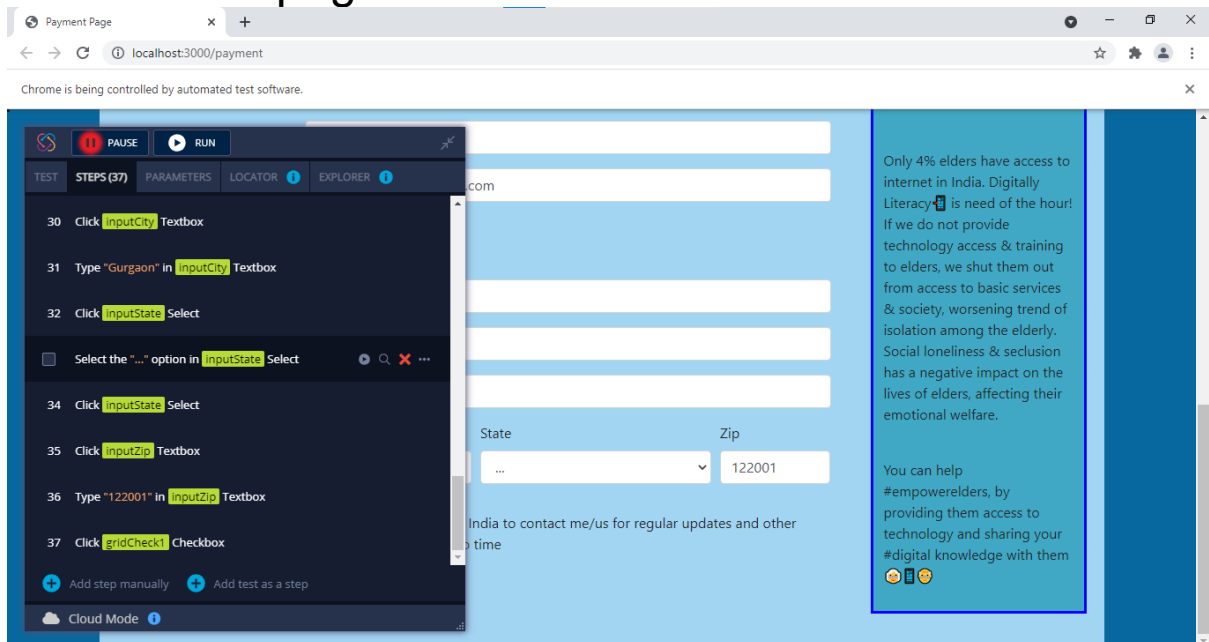 Payment Page
localhost:3000/payment
Chrome is being controlled by automated test software.
PAUSE RUN
TEST STEPS (37) PARAMETERS LOCATOR EXPLORER
30 Click inputCity Textbox
31 Type "Gurgaon" in inputCity Textbox
32 Click inputState Select
Select the "..." option in inputState Select
34 Click inputState Select
35 Click inputZip Textbox
36 Type "122001" in inputZip Textbox
37 Click gridCheck1 Checkbox
Add step manually Add test as a step
Cloud Mode
.com
State Zip
... 122001
India to contact me/us for regular updates and other
time
Only 4% elders have access to
internet in India. Digitally
Literacy is need of the hour!
If we do not provide
technology access & training
to elders, we shut them out
from access to basic services
& society, worsening trend of
isolation among the elderly.
Social loneliness & seclusion
has a negative impact on the
lives of elders, affecting their
emotional welfare.
You can help
#empowerelders, by
providing them access to
technology and sharing your
#digital knowledge with them